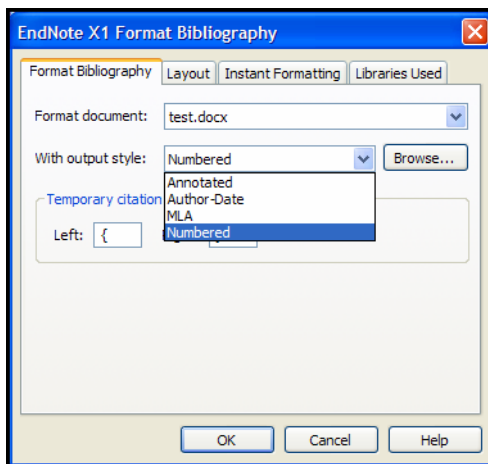 EndNote X1 Format Bibliography
Format Bibliography Layout Instant Formatting Libraries Used
Format document: test.docx
With output style: Numbered Browse...
Annotated
Author-Date
MLA
Numbered
Temporary citation
Left: {
OK Cancel Help